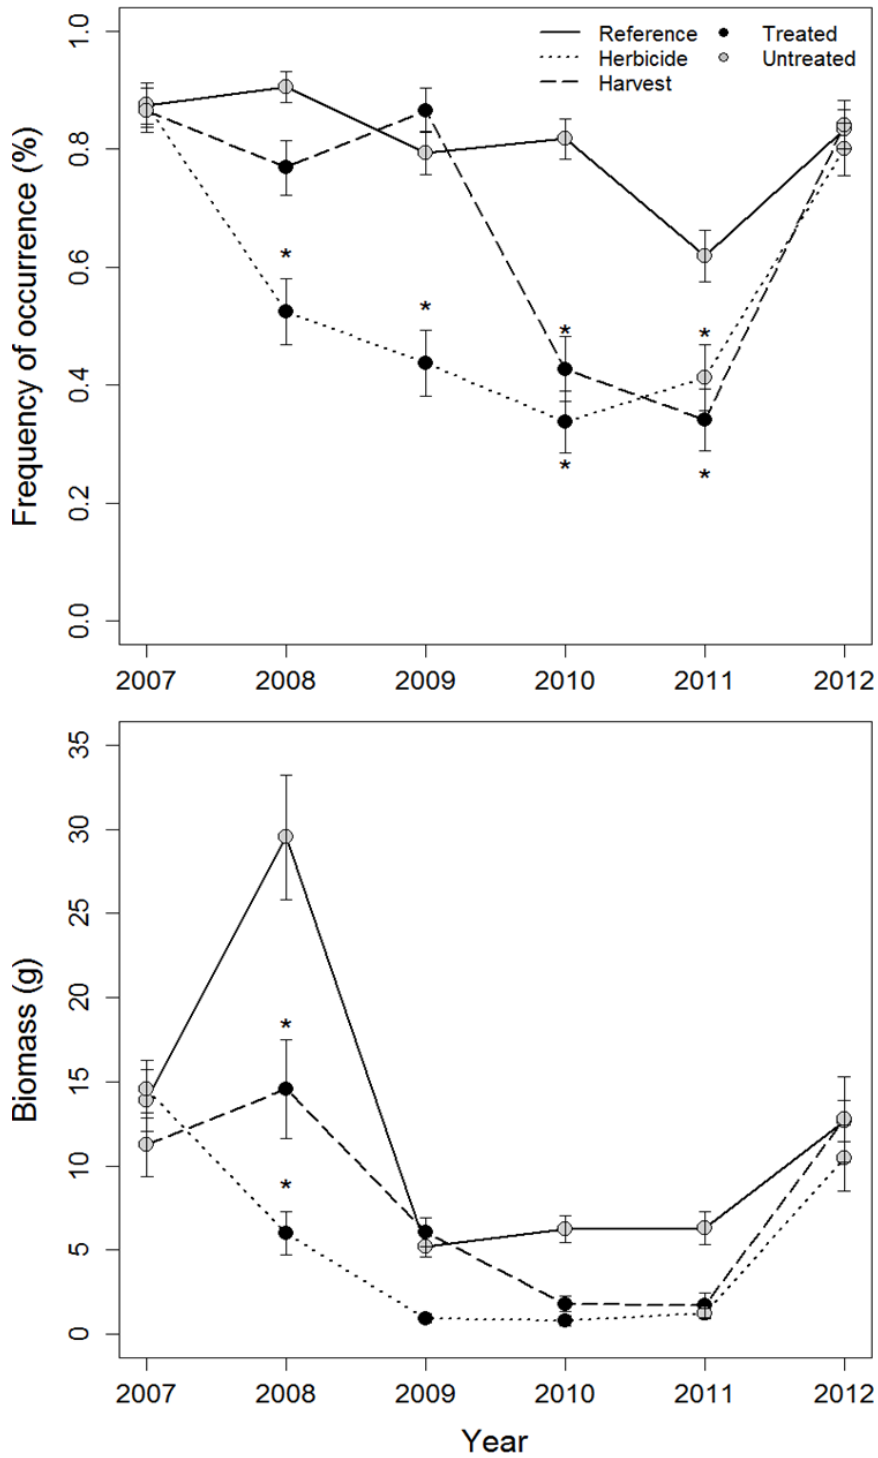 Reference Treated
Herbicide Untreated
Harvest
Frequency of occurrence (%)
1.0
0.8
0.6
0.4
0.2
0.0
* * * * * *
2007 2008 2009 2010 2011 2012
Biomass (g)
35
30
25
20
15
10
5
0
*
*
2007 2008 2009 2010 2011 2012
Year